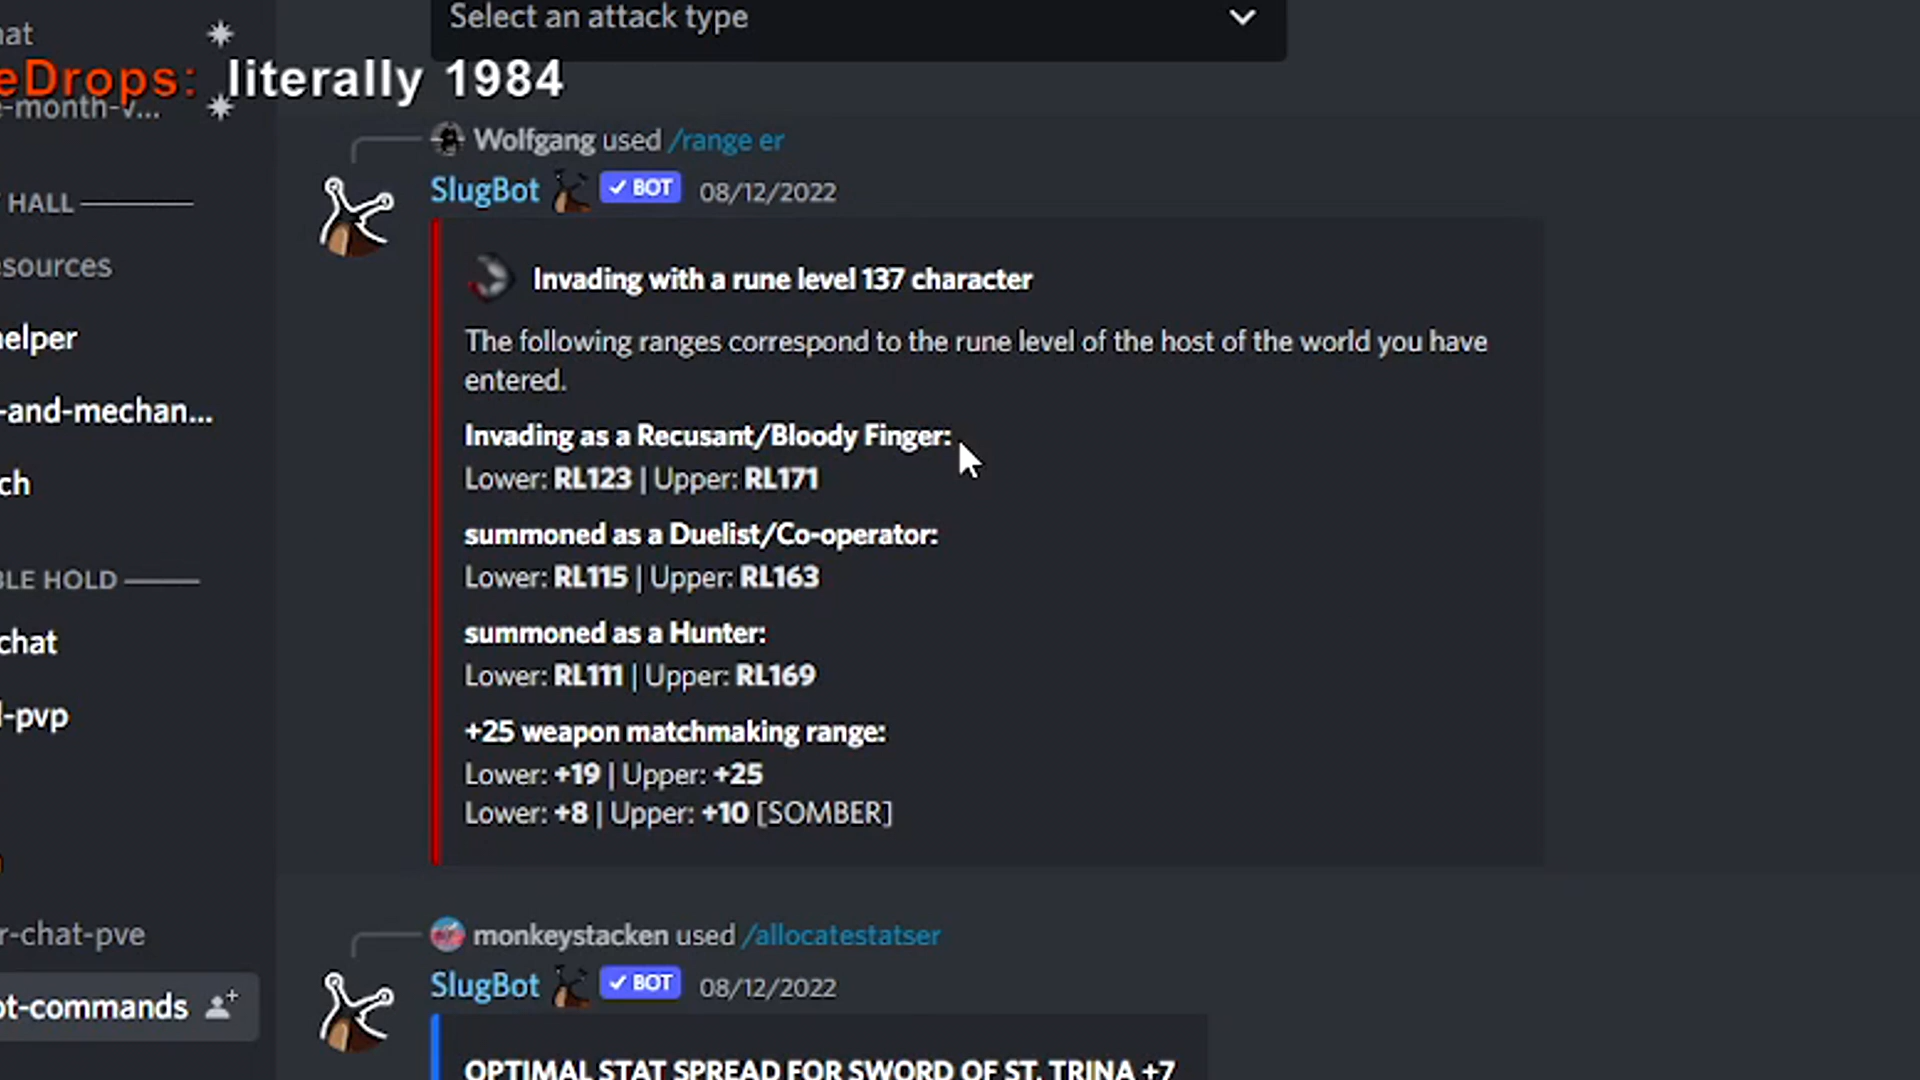 Select an attack type
at
eDrops: literally 1984
e-month-v...
Wolfgang used /range er
SlugBot BOT 08/12/2022
HALL
Invading with a rune level 137 character
sources
The following ranges correspond to the rune level of the host of the world you have
entered.
elper
-and-mechan...
Invading as a Recusant/Bloody Finger:
Lower: RL123 | Upper: RL171
ch
summoned as a Duelist/Co-operator:
Lower: RL115 | Upper: RL163
BLE HOLD
summoned as a Hunter:
chat
Lower: RL111 | Upper: RL169
l-pvp
+25 weapon matchmaking range:
Lower: +19 | Upper: +25
Lower: +8 | Upper: +10 [SOMBER]
r-chat-pve
monkeystacken used /allocatestatser
SlugBot BOT 08/12/2022
ot-commands
OPTIMAL STAT SPREAD FOR SWORD OF ST. TRINA +7